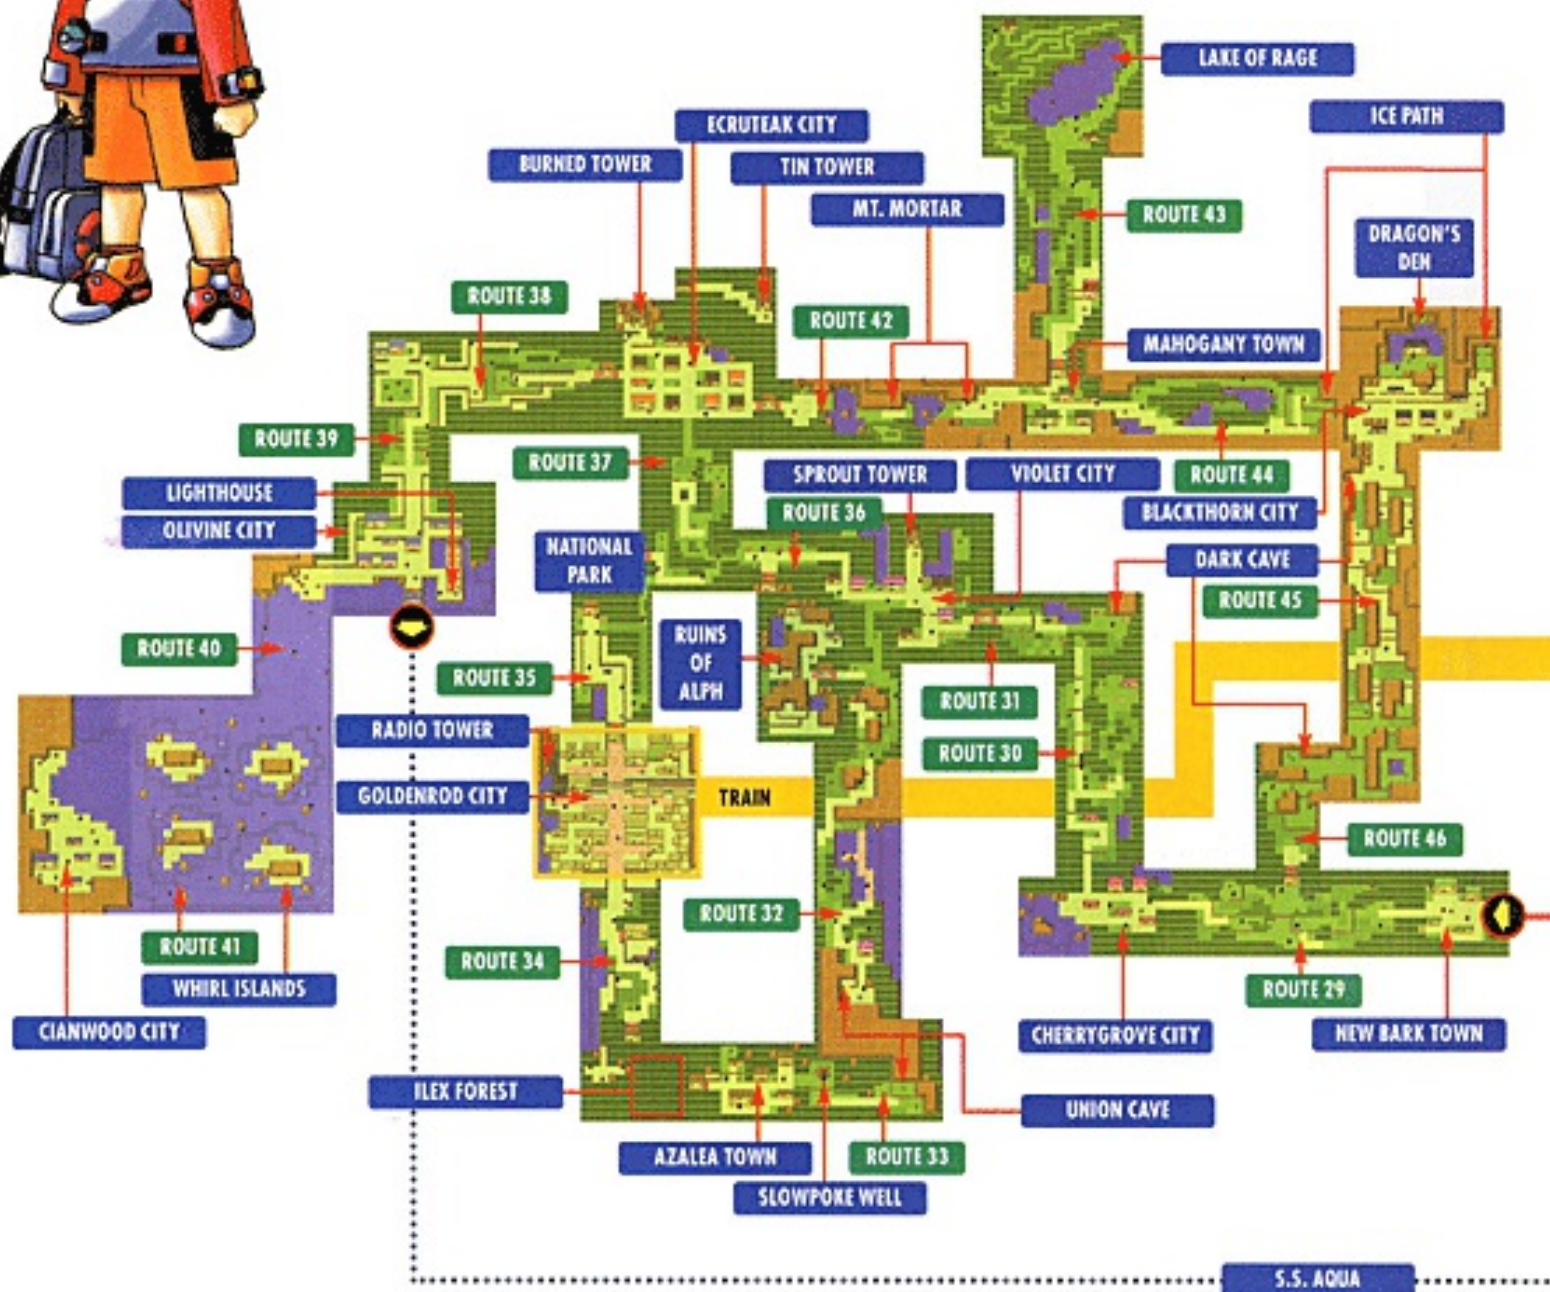 LAKE OF RAGE
ECRUTEAK CITY
ICE PATH
BURNED TOWER
TIN TOWER
MT. MORTAR
ROUTE 43
DRAGON'S
DEN
ROUTE 38
ROUTE 42
MAHOGANY TOWN
ROUTE 39
ROUTE 37
SPROUT TOWER
VIOLET CITY
ROUTE 44
LIGHTHOUSE
ROUTE 36
BLACKTHORN CITY
OLIVINE CITY
NATIONAL
PARK
DARK CAVE
ROUTE 45
ROUTE 40
RUINS
OF
ALPH
ROUTE 35
ROUTE 31
RADIO TOWER
ROUTE 30
GOLDENROD CITY
TRAIN
ROUTE 46
ROUTE 32
ROUTE 41
ROUTE 34
WHIRL ISLANDS
ROUTE 29
CIANWOOD CITY
CHERRYGROVE CITY
NEW BARK TOWN
ILEX FOREST
UNION CAVE
AZALEA TOWN
ROUTE 33
SLOWPOKE WELL
S.S. AQUA